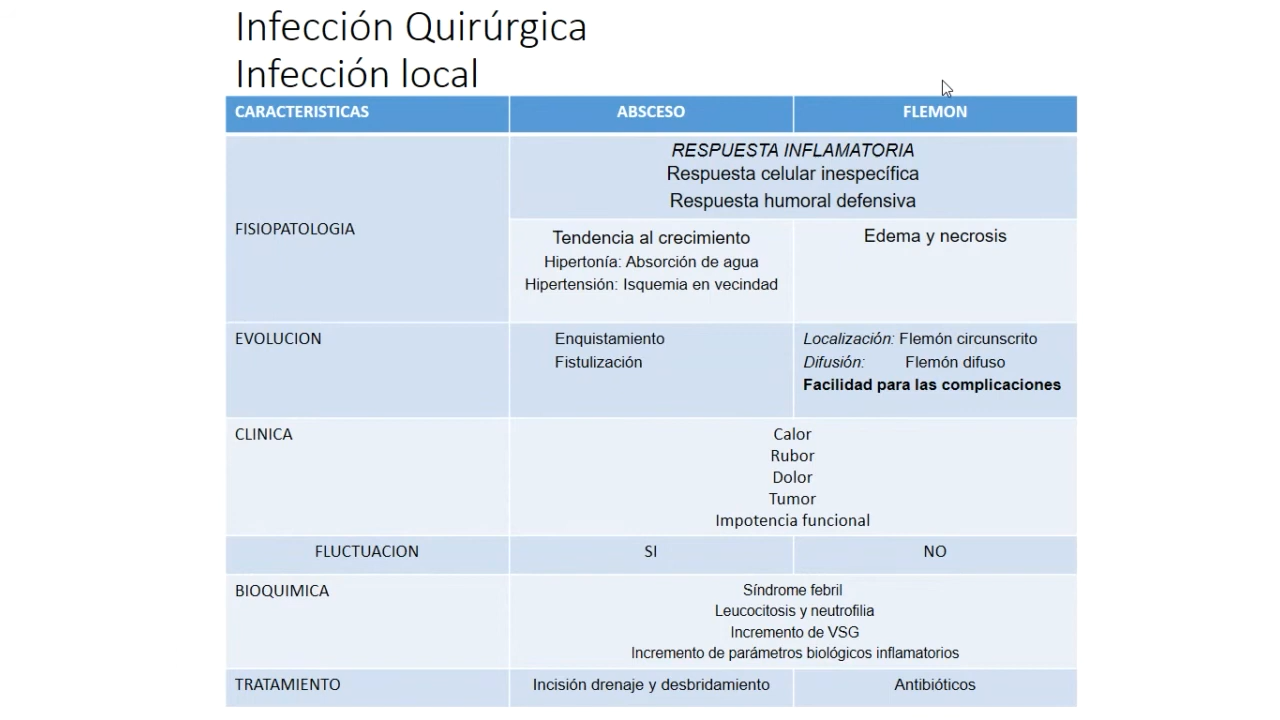 Infección Quirúrgica
Infección local
CARACTERISTICAS ABSCESO FLEMON
FISIOPATOLOGIA
RESPUESTA INFLAMATORIA
Respuesta celular inespecífica
Respuesta humoral defensiva
Tendencia al crecimiento
Hipertonía: Absorción de agua
Hipertensión: Isquemia en vecindad
Edema y necrosis
EVOLUCION
Enquistamiento
Fistulización
Localización: Flemón circunscrito
Difusión: Flemón difuso
Facilidad para las complicaciones
CLINICA
Calor
Rubor
Dolor
Tumor
Impotencia funcional
FLUCTUACION SI NO
BIOQUIMICA
Síndrome febril
Leucocitosis y neutrofilia
Incremento de VSG
Incremento de parámetros biológicos inflamatorios
TRATAMIENTO Incisión drenaje y desbridamiento Antibióticos